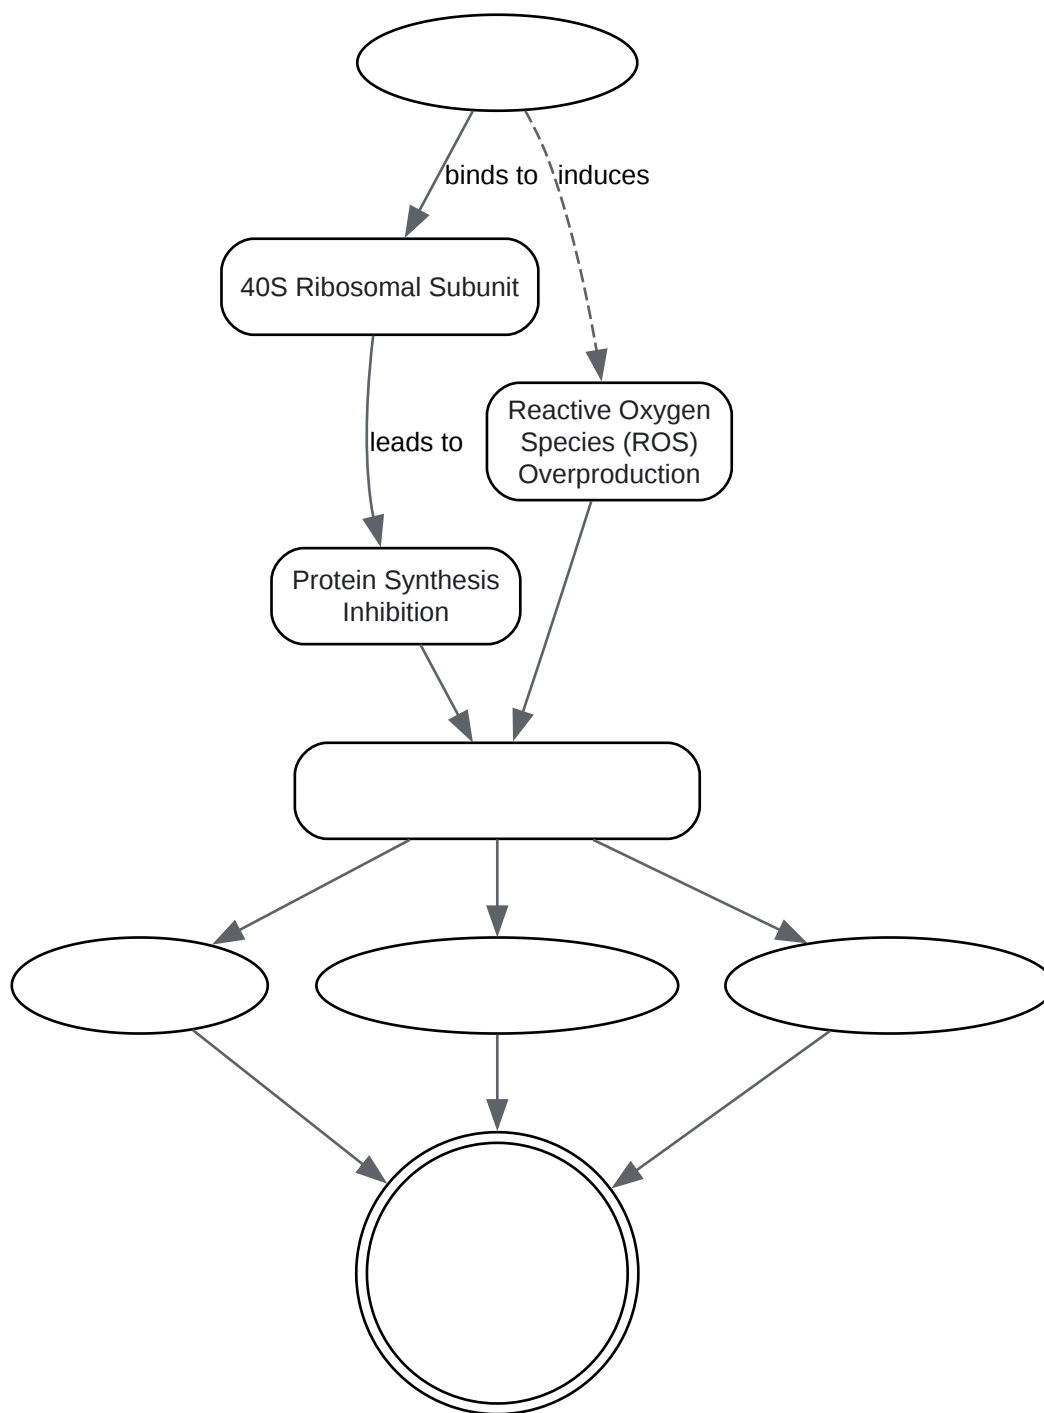 binds to
induces
40S Ribosomal Subunit
Reactive Oxygen
Species (ROS)
Overproduction
leads to
Protein Synthesis
Inhibition